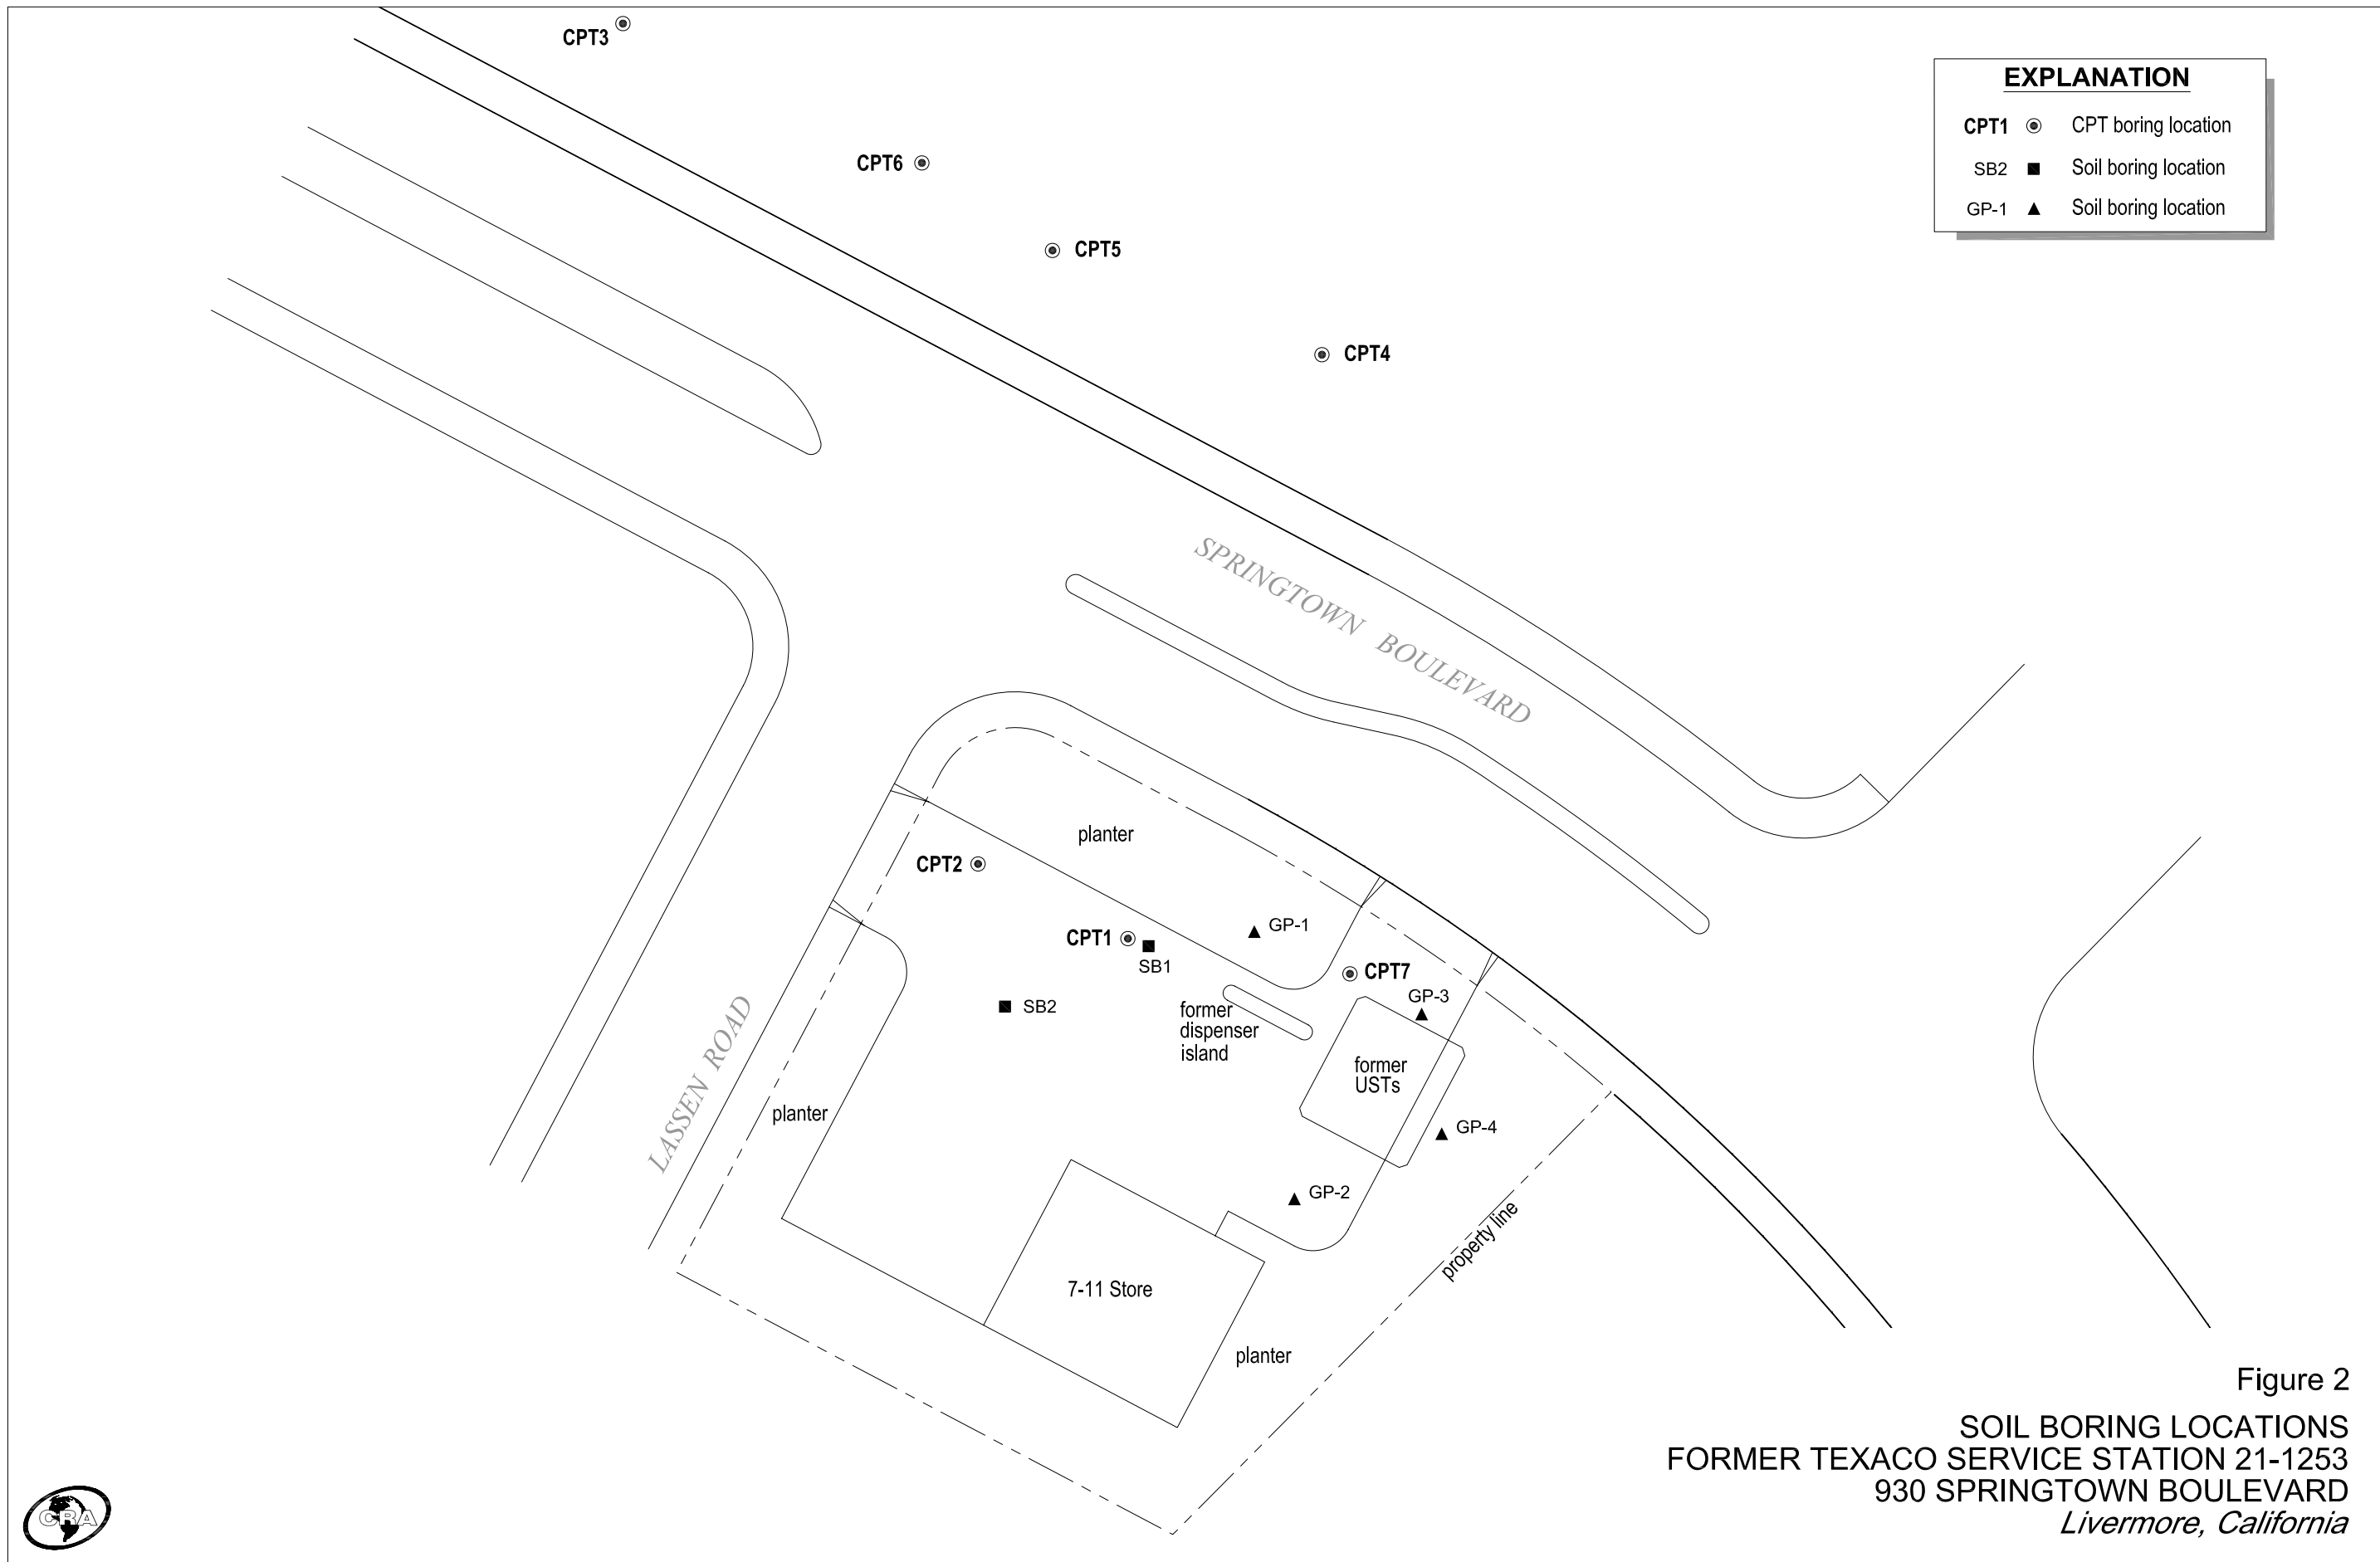 CPT3
EXPLANATION
CPT1 CPT boring location
SB2 Soil boring location
GP-1 Soil boring location
CPT6
CPT5
CPT4
SPRINGTOWN BOULEVARD
planter
CPT2
GP-1
CPT1
SB1
CPT7
GP-3
SB2
former
dispenser
island
former
USTs
LASSEN ROAD
planter
GP-4
GP-2
property line
7-11 Store
planter
Figure 2
SOIL BORING LOCATIONS
FORMER TEXACO SERVICE STATION 21-1253
930 SPRINGTOWN BOULEVARD
Livermore, California
CRA